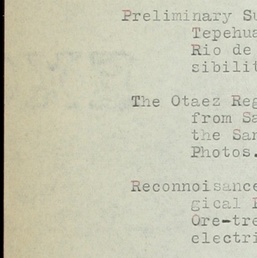 Preliminary Su
Tepehua
Rio de
sibilit
The Otaez Reg
from Sa
the San
Photos.
Reconnoisance
gical
Ore-tre
electri